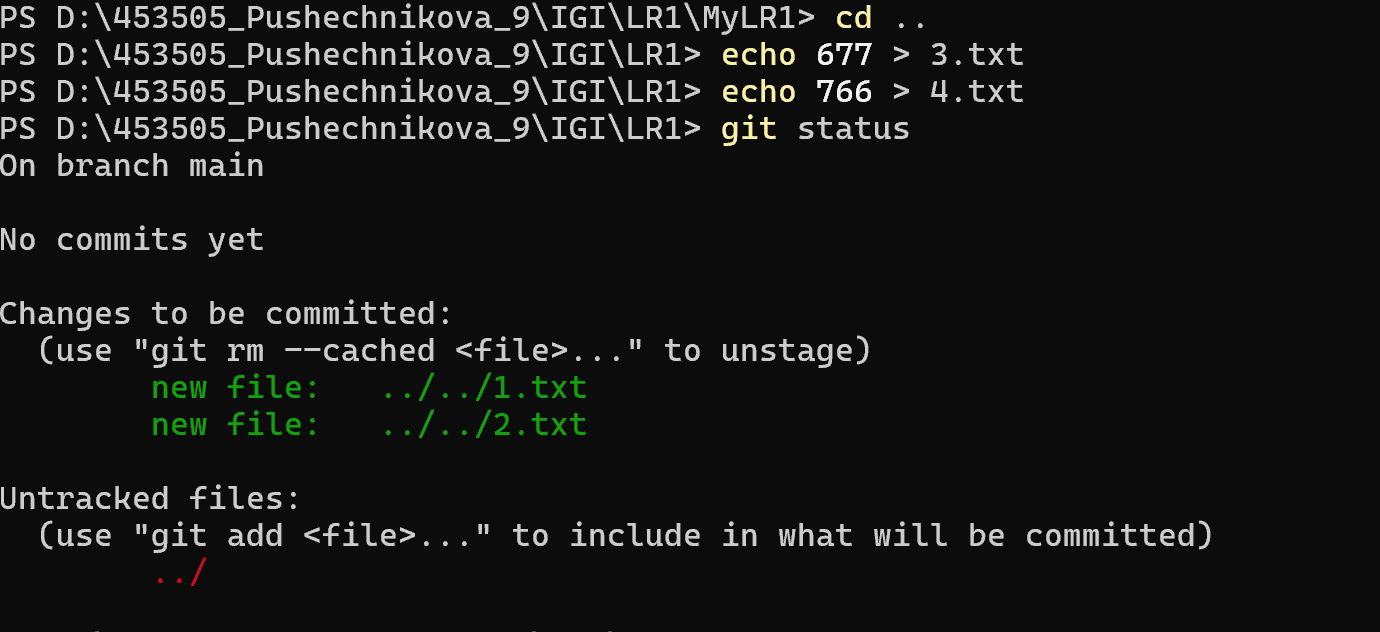 PS D:\453505_Pushechnikova_9\IGI\LR1\MyLR1> cd ..
PS D:\453505_Pushechnikova_9\IGI\LR1> echo 677 > 3.txt
PS D:\453505_Pushechnikova_9\IGI\LR1> echo 766 > 4.txt
PS D:\453505_Pushechnikova_9\IGI\LR1> git status
On branch main
No commits yet
Changes to be committed:
  (use "git rm --cached <file>..." to unstage)
        new file:   ../../1.txt
        new file:   ../../2.txt
Untracked files:
  (use "git add <file>..." to include in what will be committed)
        ../